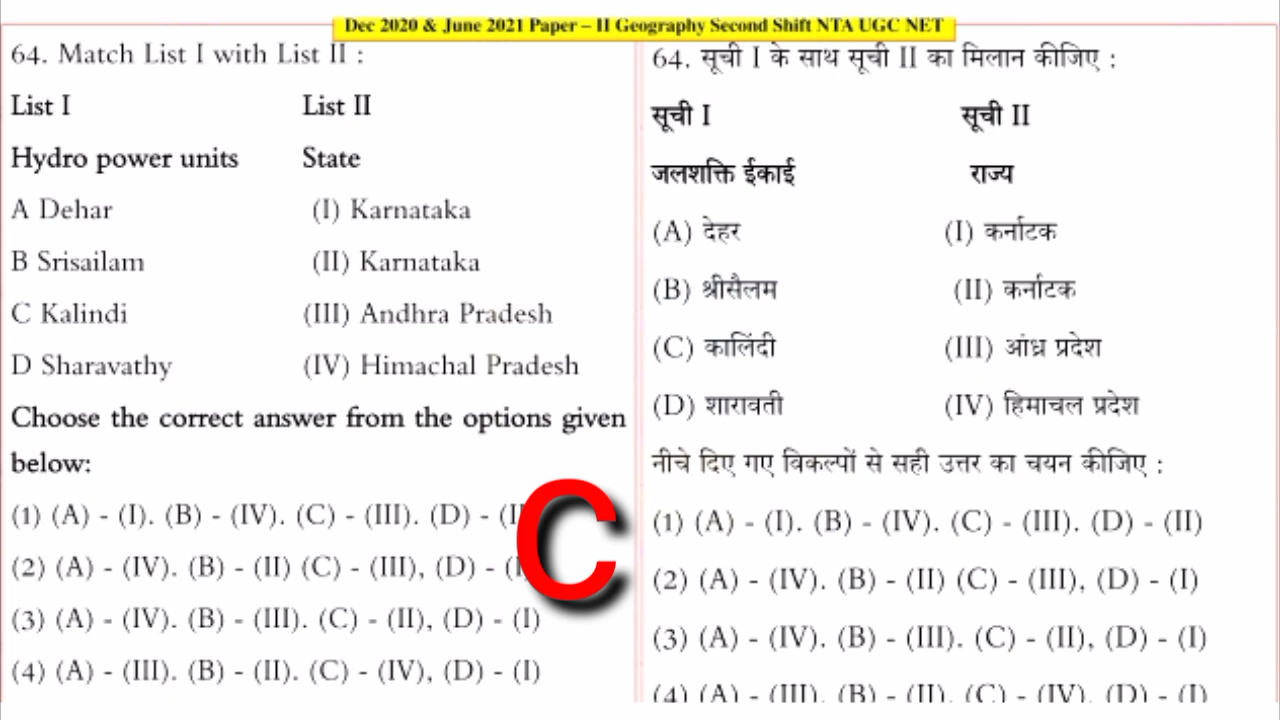 Dec 2020 & June 2021 Paper – II Geography Second Shift NTA UGC NET
64. Match List I with List II :
List I List II
Hydro power units State
A Dehar (I) Karnataka
B Srisailam (II) Karnataka
C Kalindi (III) Andhra Pradesh
D Sharavathy (IV) Himachal Pradesh
Choose the correct answer from the options given
below:
(1) (A) - (I). (B) - (IV). (C) - (III). (D) -
(2) (A) - (IV). (B) - (II) (C) - (III), (D) -
(3) (A) - (IV). (B) - (III). (C) - (II), (D) - (I)
(4) (A) - (III). (B) - (II). (C) - (IV), (D) - (I)
C
64. सूची I के साथ सूची II का मिलान कीजिए :
सूची I सूची II
जलशक्ति ईकाई राज्य
(A) देहर (I) कर्नाटक
(B) श्रीसैलम (II) कर्नाटक
(C) कालिंदी (III) आंध्र प्रदेश
(D) शारावती (IV) हिमाचल प्रदेश
नीचे दिए गए विकल्पों से सही उत्तर का चयन कीजिए :
(1) (A) - (I). (B) - (IV). (C) - (III). (D) - (II)
(2) (A) - (IV). (B) - (II) (C) - (III), (D) - (I)
(3) (A) - (IV). (B) - (III). (C) - (II), (D) - (I)
(4) (A) - (III). (B) - (II). (C) - (IV). (D) - (I)